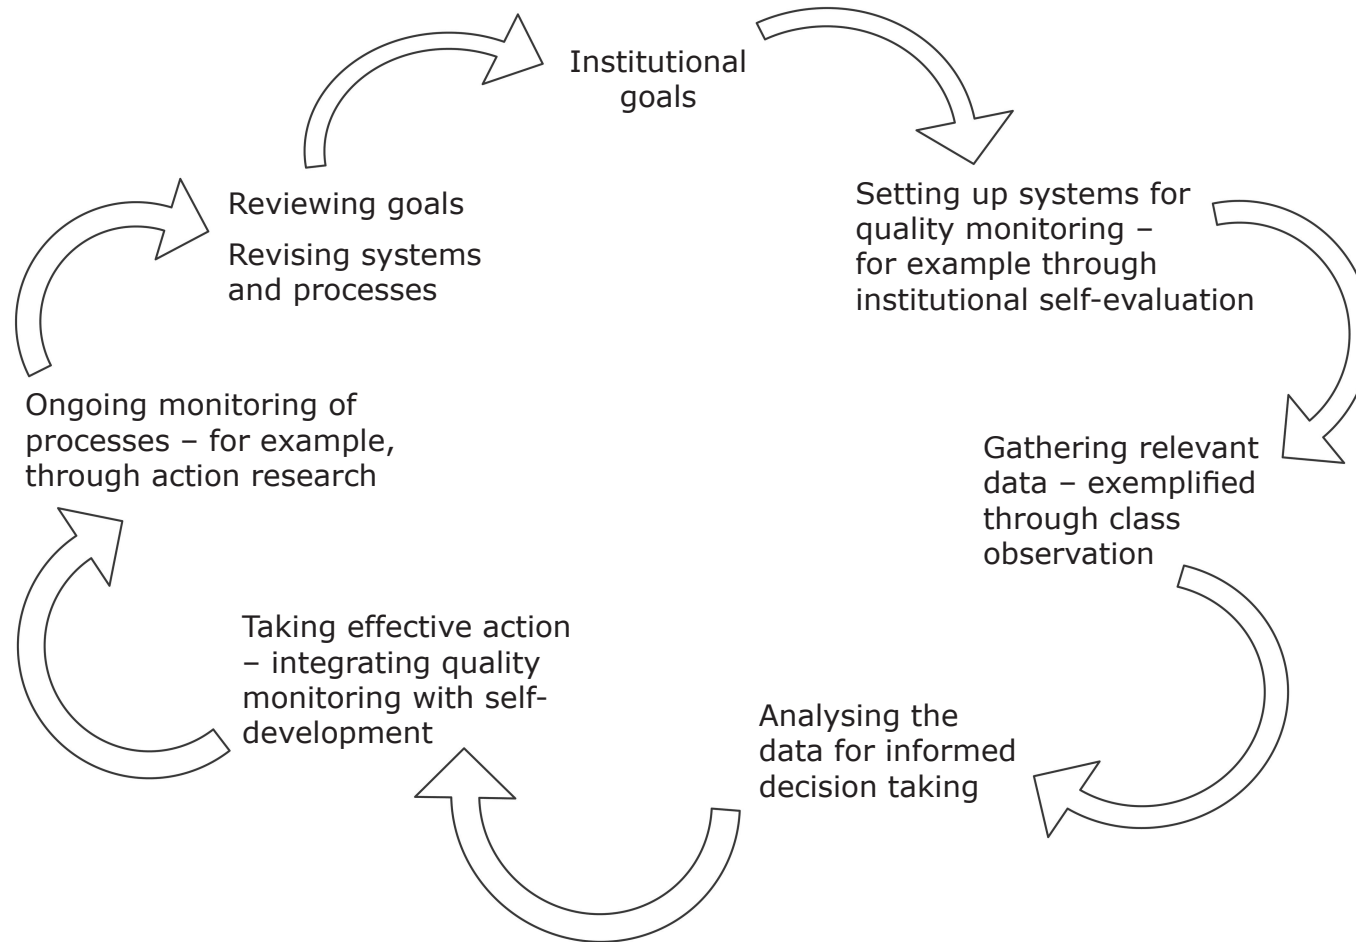 Institutional
goals
Setting up systems for
quality monitoring –
for example through
institutional self-evaluation
Gathering relevant
data – exemplified
through class
observation
Analysing the
data for informed
decision taking
Taking effective action
– integrating quality
monitoring with self-
development
Ongoing monitoring of
processes – for example,
through action research
Reviewing goals
Revising systems
and processes